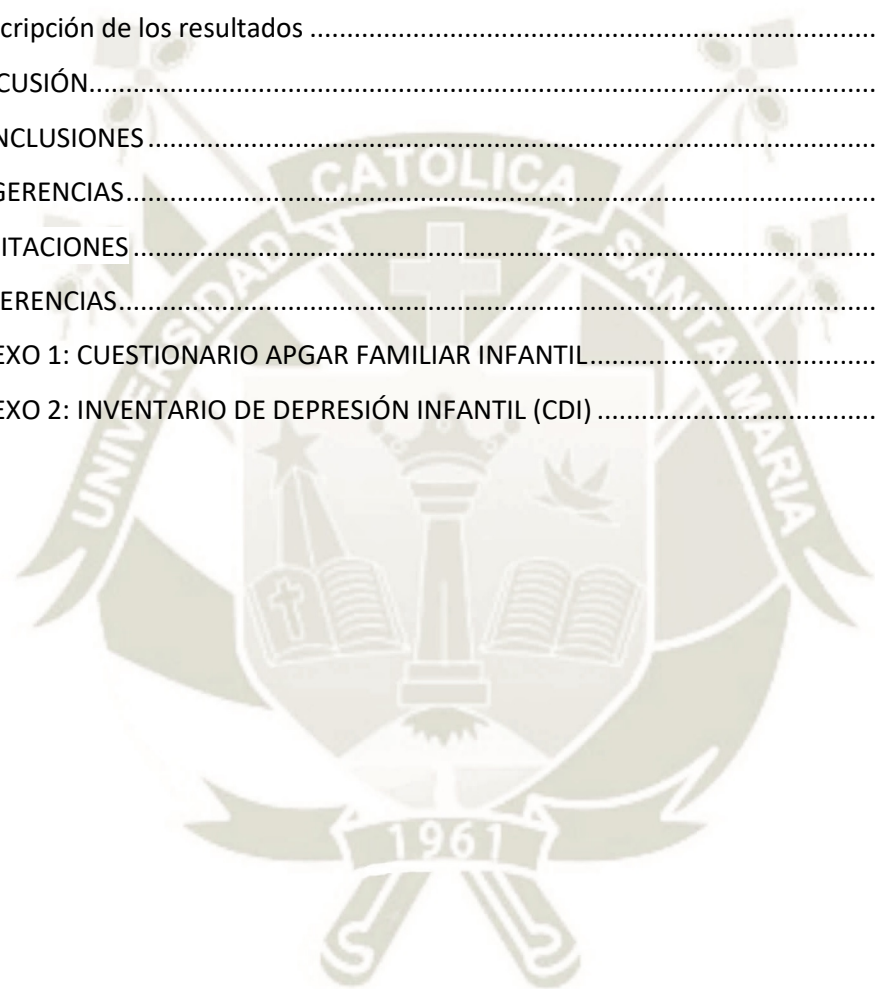 cripción de los resultados ........................................................................................
CUSIÓN........................................................................................................................
NCLUSIONES ..............................................................................................................
GERENCIAS.................................................................................................................
ITACIONES .................................................................................................................
ERENCIAS...................................................................................................................
EXO 1: CUESTIONARIO APGAR FAMILIAR INFANTIL............................................
EXO 2: INVENTARIO DE DEPRESIÓN INFANTIL (CDI) ..........................................
UNIVERSIDAD CATOLICA SANTA MARIA
1961